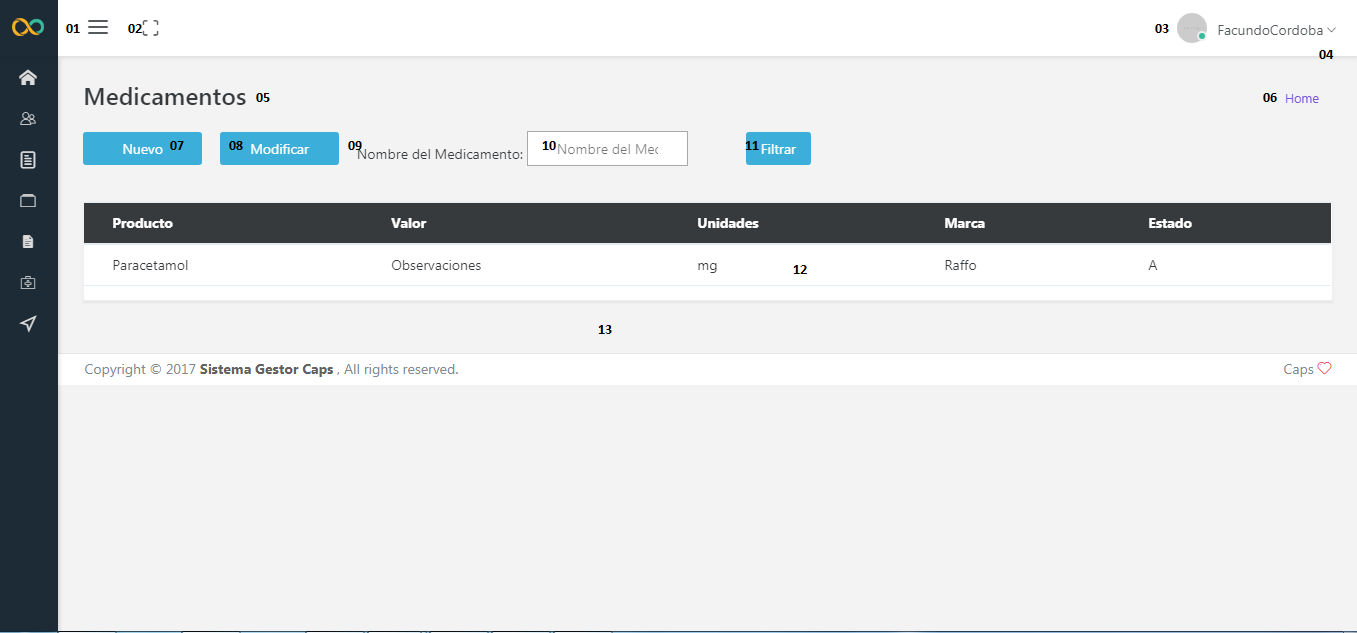 01 02 03 FacundoCordoba
04
Medicamentos 05 06 Home
Nuevo 07 08 Modificar 09 Nombre del Medicamento: 10 Nombre del Mec 11 Filtrar
Producto Valor Unidades Marca Estado
Paracetamol Observaciones mg 12 Raffo A
13
Copyright © 2017 Sistema Gestor Caps , All rights reserved. Caps